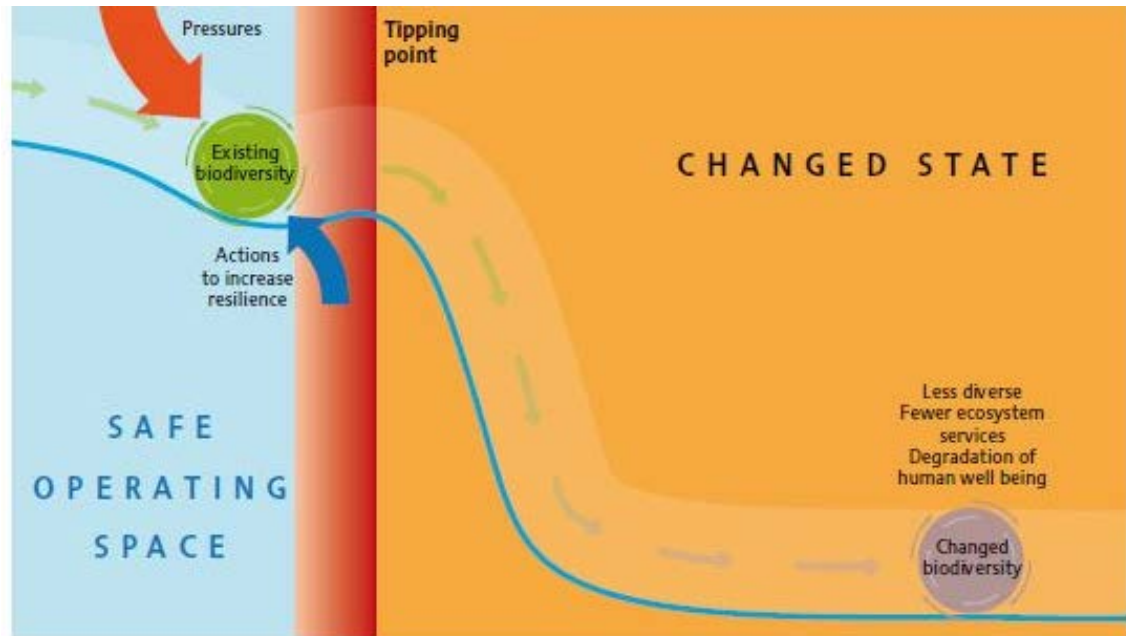 Pressures
Tipping
point
Existing
biodiversity
CHANGED STATE
Actions
to increase
resilience
SAFE
OPERATING
SPACE
Less diverse
Fewer ecosystem
services
Degradation of
human well being
Changed
biodiversity